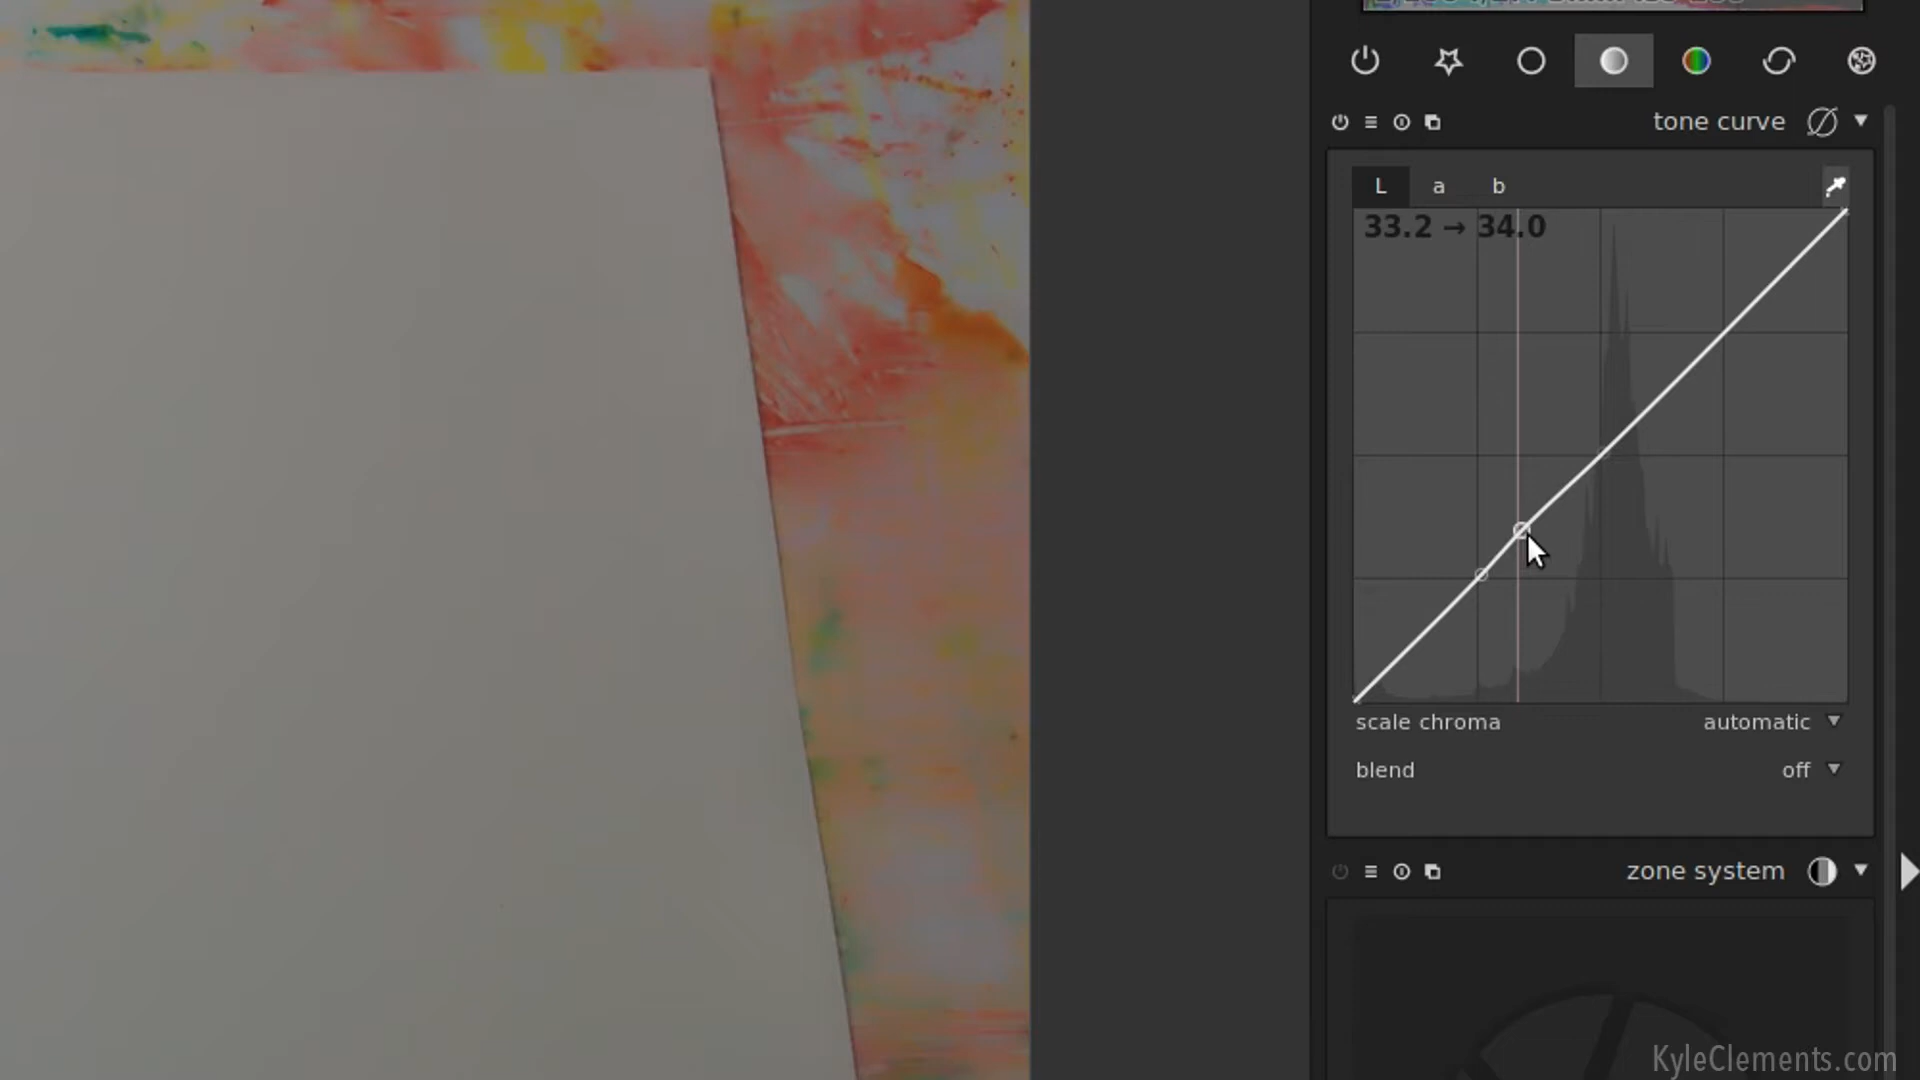 tone curve
L a b
33.2 → 34.0
scale chroma automatic
blend off
zone system
KyleClements.com